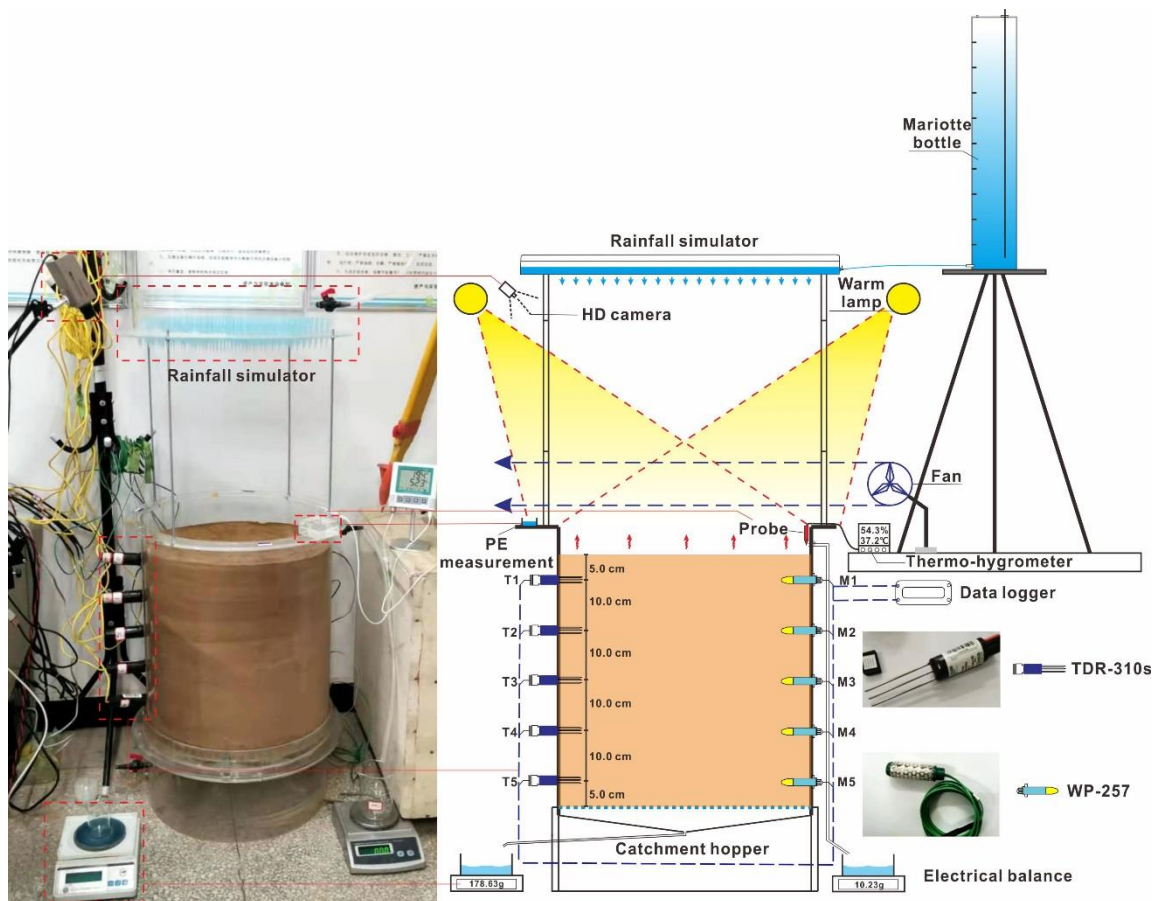 Mariotte
bottle
Rainfall simulator
Warm
lamp
HD camera
Rainfall simulator
Fan
Probe
54.3%
37.2℃
PE
measurement
Thermo-hygrometer
5.0 cm
T1
M1
Data logger
10.0 cm
T2
M2
10.0 cm
T3
M3
TDR-310s
10.0 cm
T4
M4
10.0 cm
T5
M5
WP-257
5.0 cm
Catchment hopper
178.63g
10.23g
Electrical balance